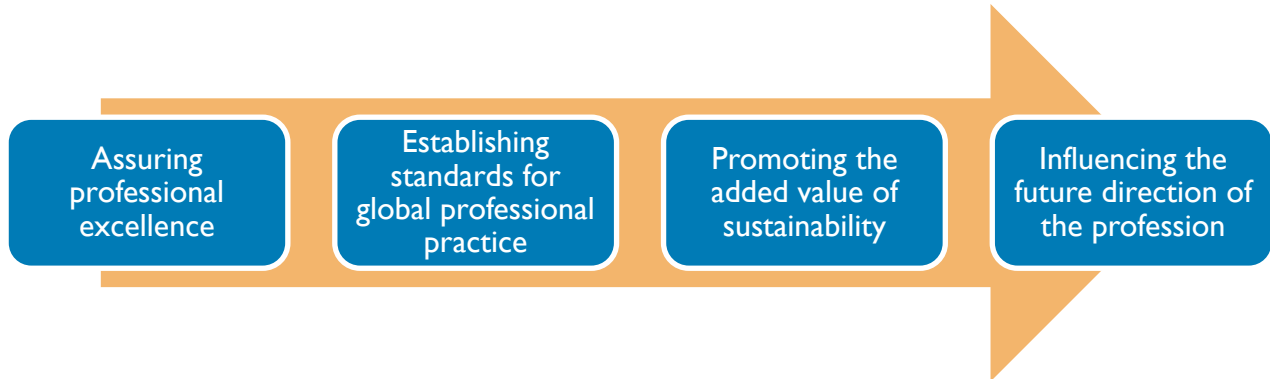 Assuring
professional
excellence
Establishing
standards for
global professional
practice
Promoting the
added value of
sustainability
Influencing the
future direction of
the profession